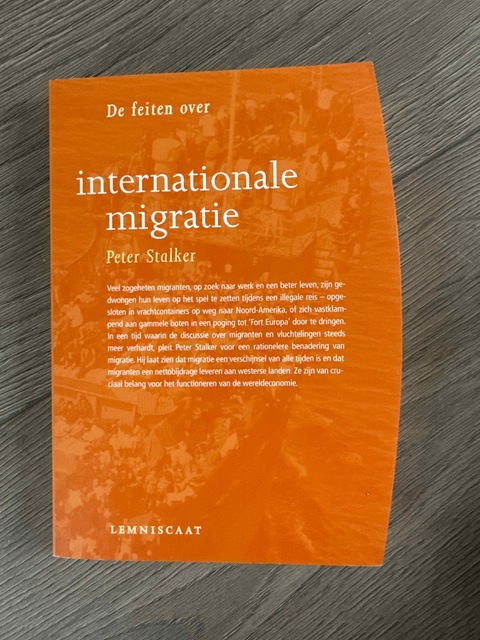 De feiten over
internationale
migratie
Peter Stalker
Veel zogeheten migranten, op zoek naar werk en een beter leven, zijn ge-
dwongen hun leven op het spel te zetten tijdens een illegale reis – opge-
sloten in vrachtcontainers op weg naar Noord-Amerika, of zich vastklam-
pend aan gammele boten in een poging tot 'Fort Europa' door te dringen.
In een tijd waarin de discussie over migranten en vluchtelingen steeds
meer verhardt, pleit Peter Stalker voor een rationelere benadering van
migratie. Hij laat zien dat migratie een verschijnsel van alle tijden is en dat
migranten een nettobijdrage leveren aan westerse landen. Ze zijn van cru-
ciaal belang voor het functioneren van de wereldeconomie.
LEMNISCAAT